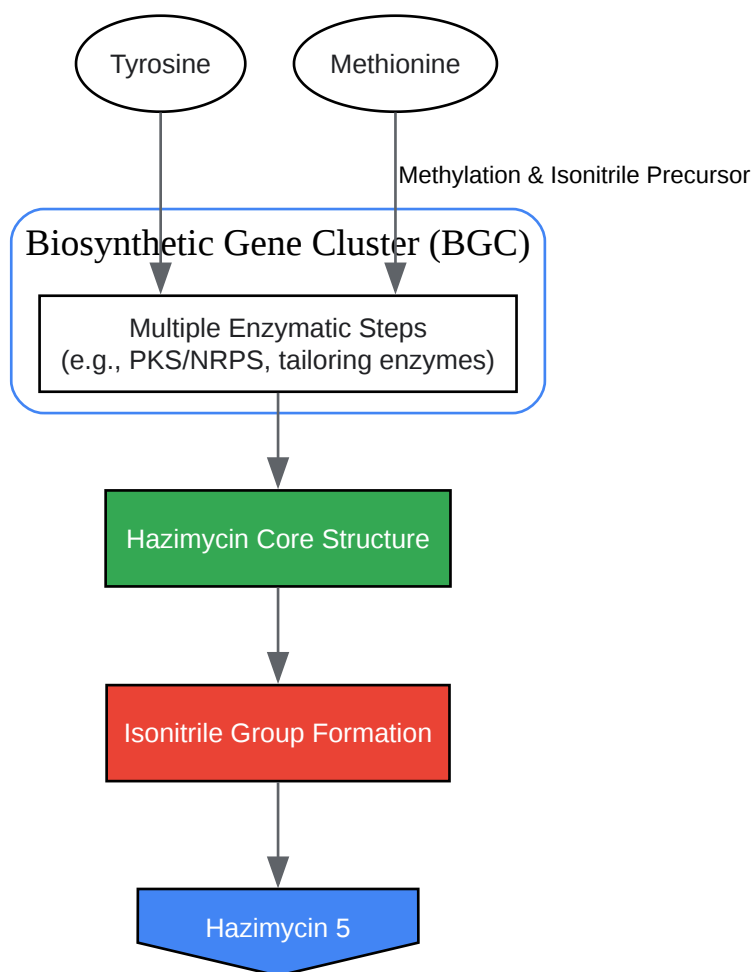 Tyrosine
Methionine
Methylation & Isonitrile Precursor
Biosynthetic Gene Cluster (BGC)
Multiple Enzymatic Steps
(e.g., PKS/NRPS, tailoring enzymes)
Hazimycin Core Structure
Isonitrile Group Formation
Hazimycin 5